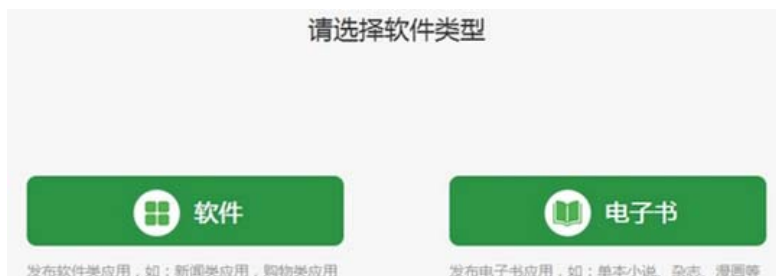 请选择软件类型
软件
电子书
发布软件类应用，如：新闻类应用，购物类应用
发布电子书应用，如：单本小说、杂志、漫画等